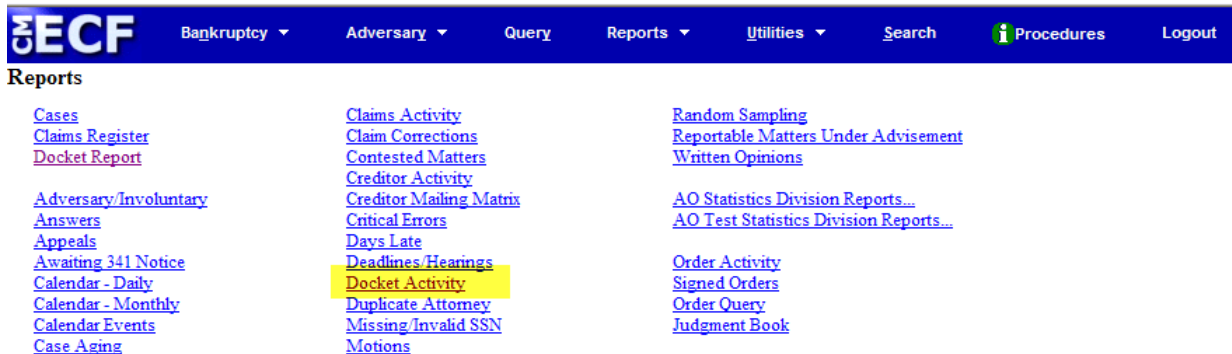 CM ECF Bankruptcy Adversary Query Reports Utilities Search Procedures Logout
Reports
Cases
Claims Register
Docket Report
Adversary/Involuntary
Answers
Appeals
Awaiting 341 Notice
Calendar - Daily
Calendar - Monthly
Calendar Events
Case Aging
Claims Activity
Claim Corrections
Contested Matters
Creditor Activity
Creditor Mailing Matrix
Critical Errors
Days Late
Deadlines/Hearings
Docket Activity
Duplicate Attorney
Missing/Invalid SSN
Motions
Random Sampling
Reportable Matters Under Advisement
Written Opinions
AO Statistics Division Reports...
AO Test Statistics Division Reports...
Order Activity
Signed Orders
Order Query
Judgment Book